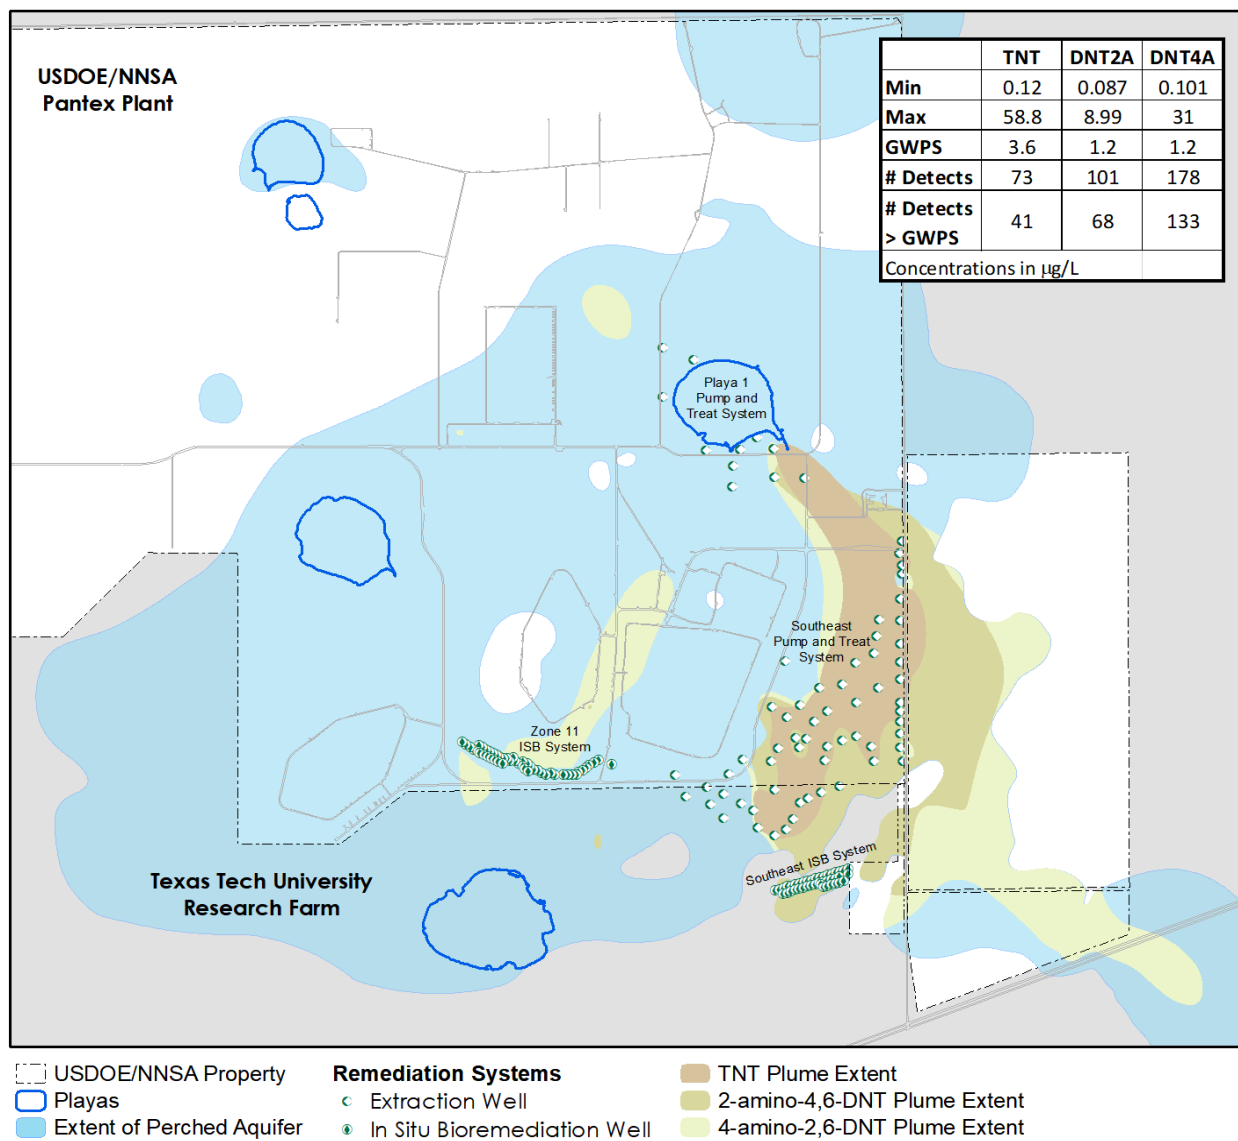 USDOE/NNSA
Pantex Plant
TNT DNT2A DNT4A
Min 0.12 0.087 0.101
Max 58.8 8.99 31
GWPS 3.6 1.2 1.2
# Detects 73 101 178
# Detects
> GWPS 41 68 133
Concentrations in µg/L
Playa 1
Pump and
Treat System
Southeast
Pump and Treat
System
Zone 11
ISB System
Southeast ISB System
Texas Tech University
Research Farm
USDOE/NNSA Property
Playas
Extent of Perched Aquifer
Remediation Systems
Extraction Well
In Situ Bioremediation Well
TNT Plume Extent
2-amino-4,6-DNT Plume Extent
4-amino-2,6-DNT Plume Extent